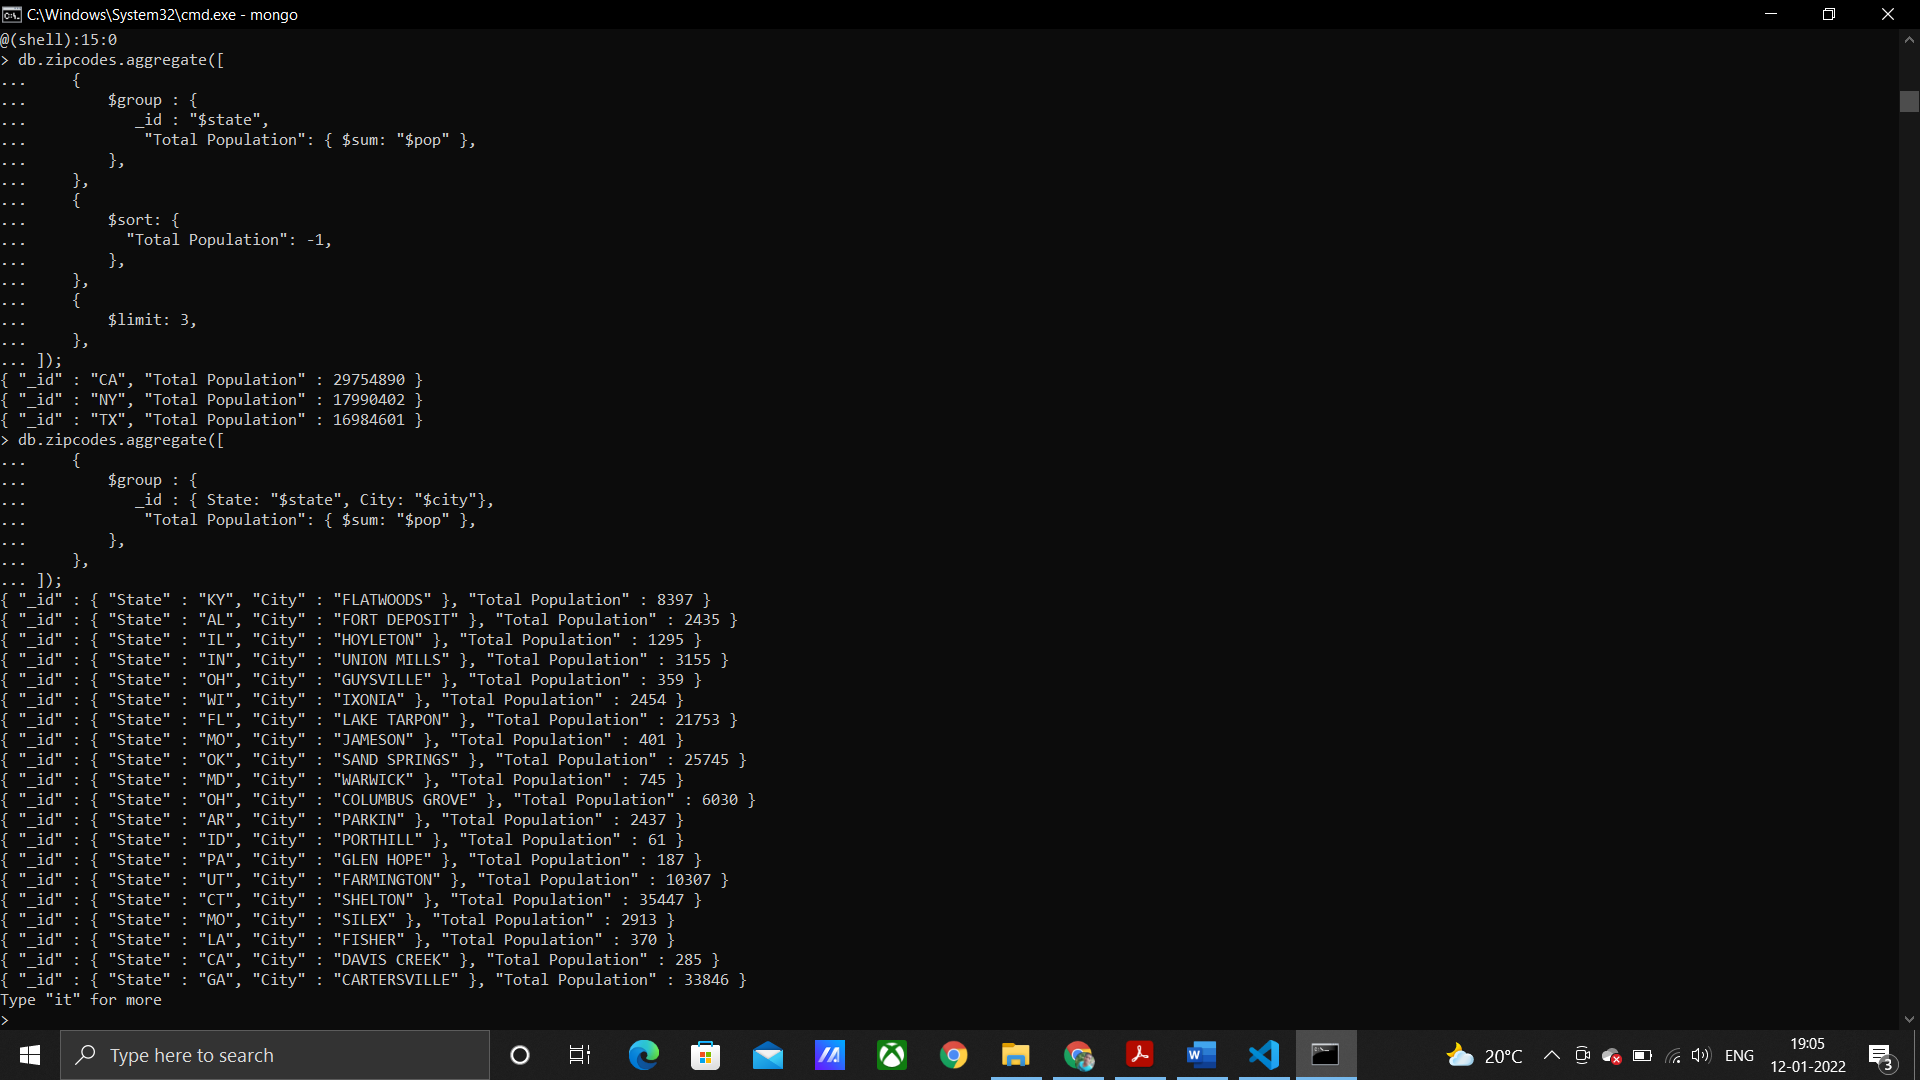 C:\Windows\System32\cmd.exe - mongo
@(shell):15:0
> db.zipcodes.aggregate([
...     {
...         $group : {
...            _id : "$state",
...             "Total Population": { $sum: "$pop" },
...         },
...     },
...     {
...         $sort: {
...           "Total Population": -1,
...         },
...     },
...     {
...         $limit: 3,
...     },
... ]);
{ "_id" : "CA", "Total Population" : 29754890 }
{ "_id" : "NY", "Total Population" : 17990402 }
{ "_id" : "TX", "Total Population" : 16984601 }
> db.zipcodes.aggregate([
...     {
...         $group : {
...            _id : { State: "$state", City: "$city"},
...             "Total Population": { $sum: "$pop" },
...         },
...     },
... ]);
{ "_id" : { "State" : "KY", "City" : "FLATWOODS" }, "Total Population" : 8397 }
{ "_id" : { "State" : "AL", "City" : "FORT DEPOSIT" }, "Total Population" : 2435 }
{ "_id" : { "State" : "IL", "City" : "HOYLETON" }, "Total Population" : 1295 }
{ "_id" : { "State" : "IN", "City" : "UNION MILLS" }, "Total Population" : 3155 }
{ "_id" : { "State" : "OH", "City" : "GUYSVILLE" }, "Total Population" : 359 }
{ "_id" : { "State" : "WI", "City" : "IXONIA" }, "Total Population" : 2454 }
{ "_id" : { "State" : "FL", "City" : "LAKE TARPON" }, "Total Population" : 21753 }
{ "_id" : { "State" : "MO", "City" : "JAMESON" }, "Total Population" : 401 }
{ "_id" : { "State" : "OK", "City" : "SAND SPRINGS" }, "Total Population" : 25745 }
{ "_id" : { "State" : "MD", "City" : "WARWICK" }, "Total Population" : 745 }
{ "_id" : { "State" : "OH", "City" : "COLUMBUS GROVE" }, "Total Population" : 6030 }
{ "_id" : { "State" : "AR", "City" : "PARKIN" }, "Total Population" : 2437 }
{ "_id" : { "State" : "ID", "City" : "PORTHILL" }, "Total Population" : 61 }
{ "_id" : { "State" : "PA", "City" : "GLEN HOPE" }, "Total Population" : 187 }
{ "_id" : { "State" : "UT", "City" : "FARMINGTON" }, "Total Population" : 10307 }
{ "_id" : { "State" : "CT", "City" : "SHELTON" }, "Total Population" : 35447 }
{ "_id" : { "State" : "MO", "City" : "SILEX" }, "Total Population" : 2913 }
{ "_id" : { "State" : "LA", "City" : "FISHER" }, "Total Population" : 370 }
{ "_id" : { "State" : "CA", "City" : "DAVIS CREEK" }, "Total Population" : 285 }
{ "_id" : { "State" : "GA", "City" : "CARTERSVILLE" }, "Total Population" : 33846 }
Type "it" for more
>
Type here to search
20°C
ENG
19:05
12-01-2022
3